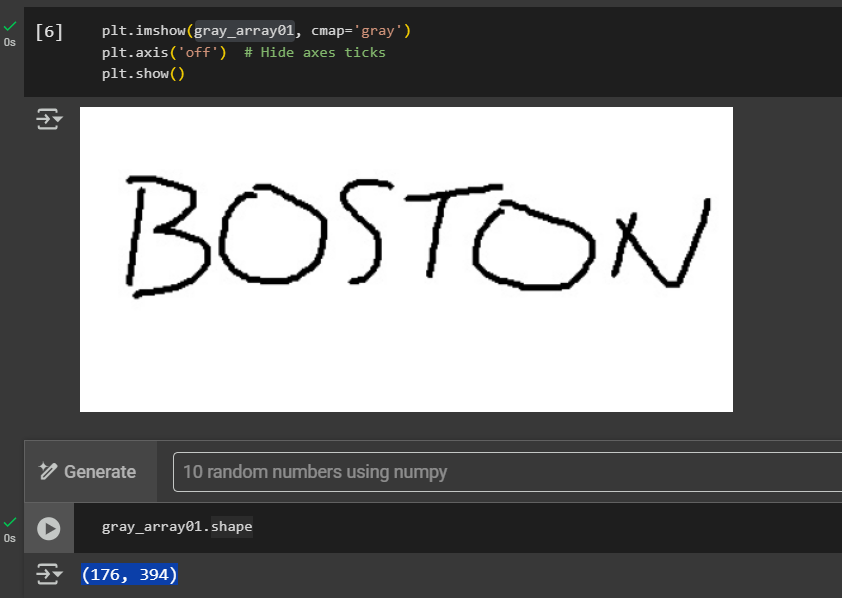 [6]
plt.imshow(gray_array01, cmap='gray')
0s
plt.axis('off')  # Hide axes ticks
plt.show()
BOSTON
Generate
10 random numbers using numpy
gray_array01.shape
0s
(176, 394)